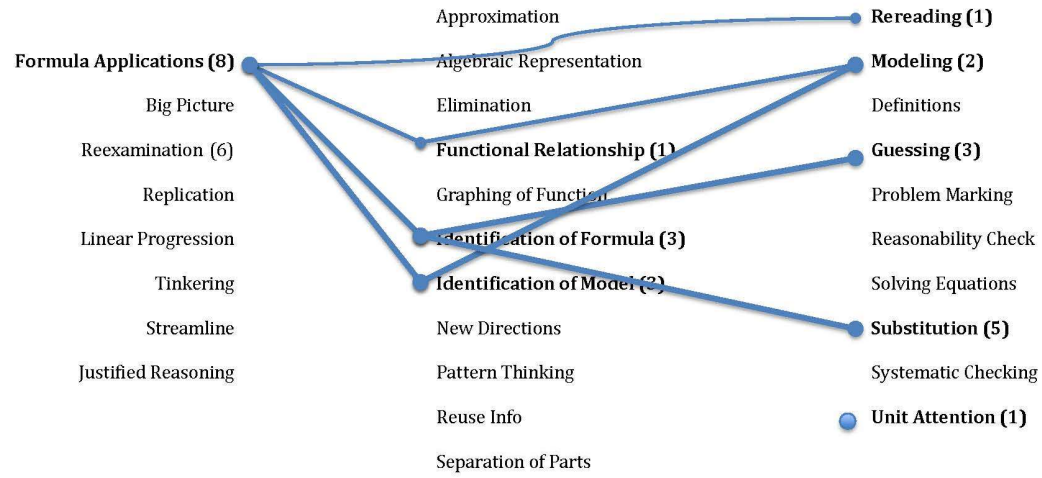 Approximation
Rereading (1)
Formula Applications (8)
Algebraic Representation
Modeling (2)
Big Picture
Elimination
Definitions
Reexamination (6)
Functional Relationship (1)
Guessing (3)
Replication
Graphing of Function
Problem Marking
Linear Progression
Identification of Formula (3)
Reasonability Check
Tinkering
Identification of Model (3)
Solving Equations
Streamline
New Directions
Substitution (5)
Justified Reasoning
Pattern Thinking
Systematic Checking
Reuse Info
Unit Attention (1)
Separation of Parts